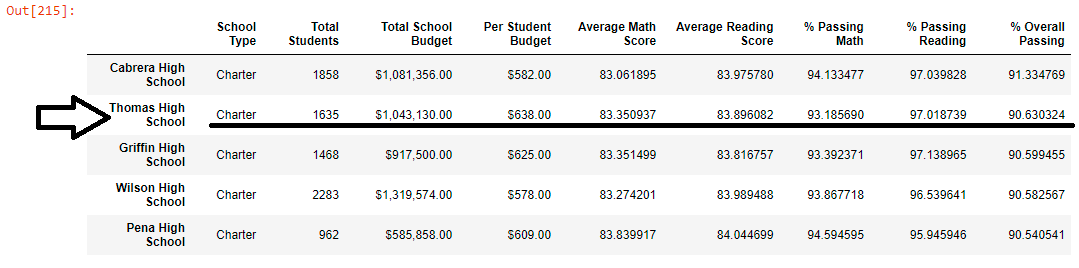 Out[215]:
School Type Total Students Total School Budget Per Student Budget Average Math Score Average Reading Score % Passing Math % Passing Reading % Overall Passing
Cabrera High School Charter 1858 $1,081,356.00 $582.00 83.061895 83.975780 94.133477 97.039828 91.334769
Thomas High School Charter 1635 $1,043,130.00 $638.00 83.350937 83.896082 93.185690 97.018739 90.630324
Griffin High School Charter 1468 $917,500.00 $625.00 83.351499 83.816757 93.392371 97.138965 90.599455
Wilson High School Charter 2283 $1,319,574.00 $578.00 83.274201 83.989488 93.867718 96.539641 90.582567
Pena High School Charter 962 $585,858.00 $609.00 83.839917 84.044699 94.594595 95.945946 90.540541